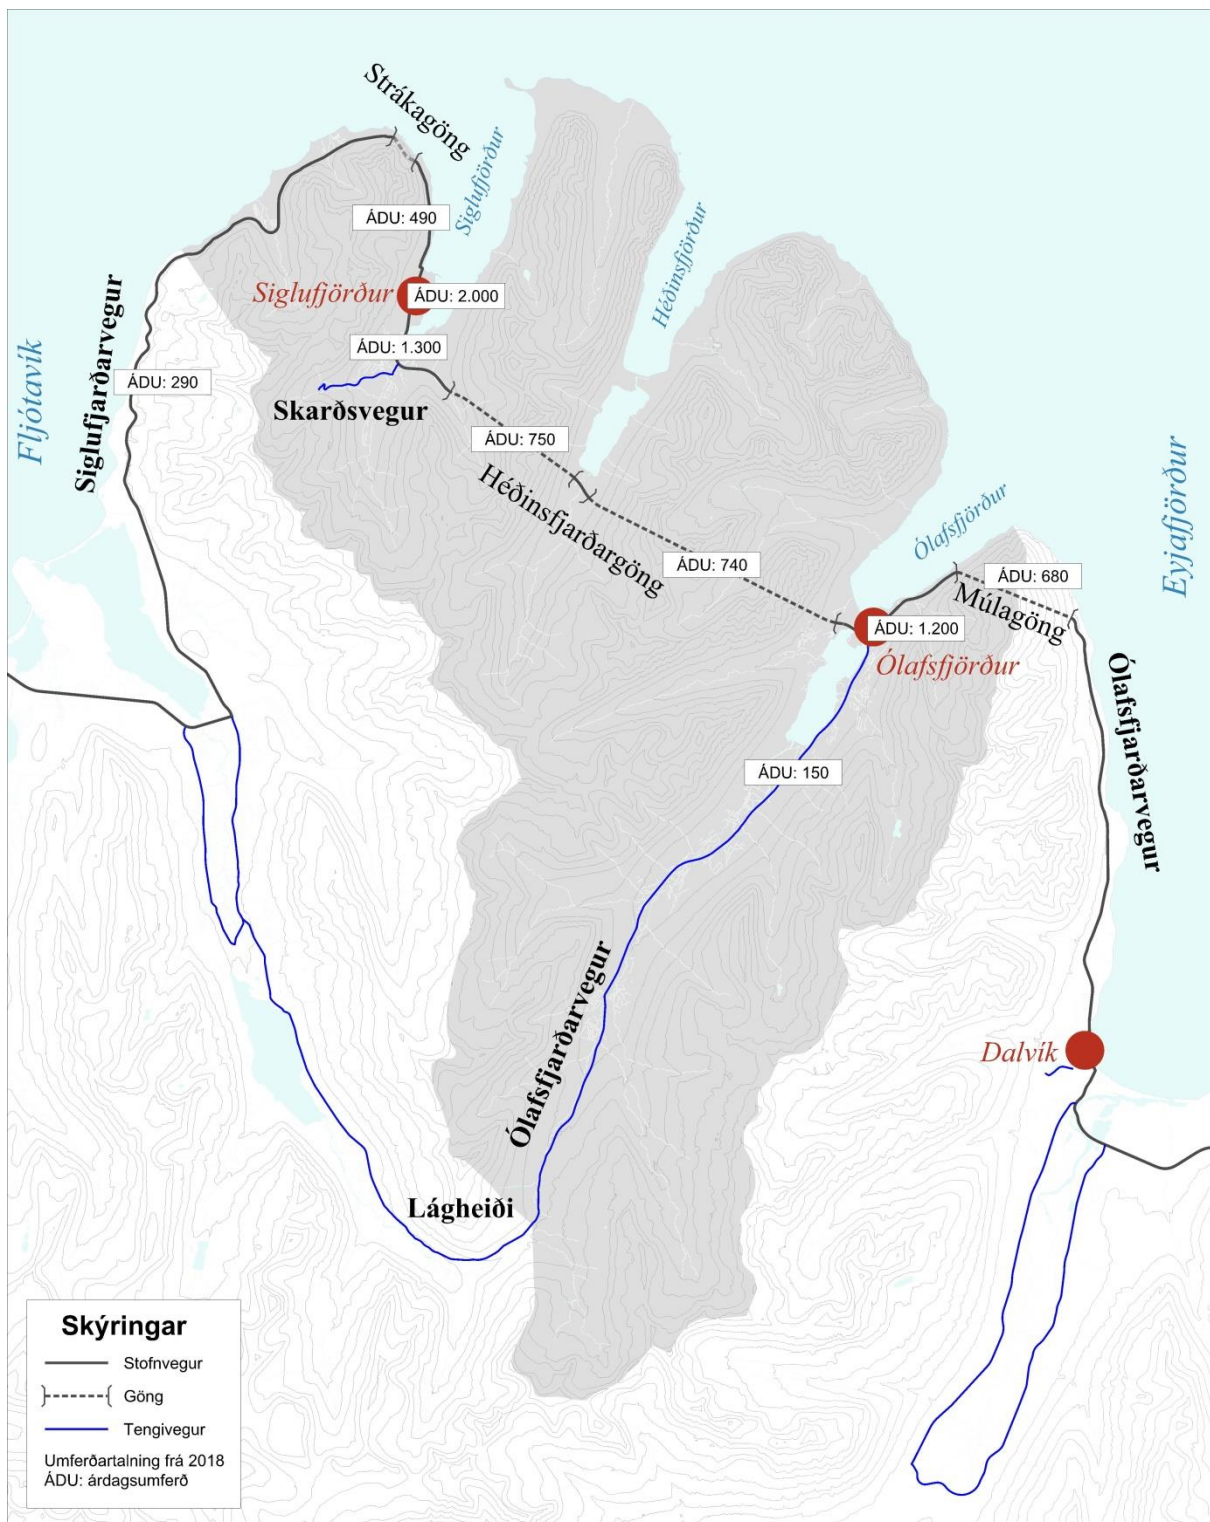 Strákagöng
Siglufjörður
ÁDU: 490
Héðinsfjörður
Siglufjörður
ÁDU: 2.000
Siglufjarðarvegur
ÁDU: 1.300
Fljótavík
ÁDU: 290
Skarðsvegur
ÁDU: 750
Héðinsfjarðargöng
Eyjafjörður
Ólafsfjörður
ÁDU: 740
ÁDU: 680
Múlagöng
ÁDU: 1.200
Ólafsfjörður
Ólafsfjarðarvegur
ÁDU: 150
Ólafsfjarðarvegur
Dalvík
Lágheiði
Skýringar
Stofnvegur
Göng
Tengivegur
Umferðartalning frá 2018
ÁDU: árdagsumferð